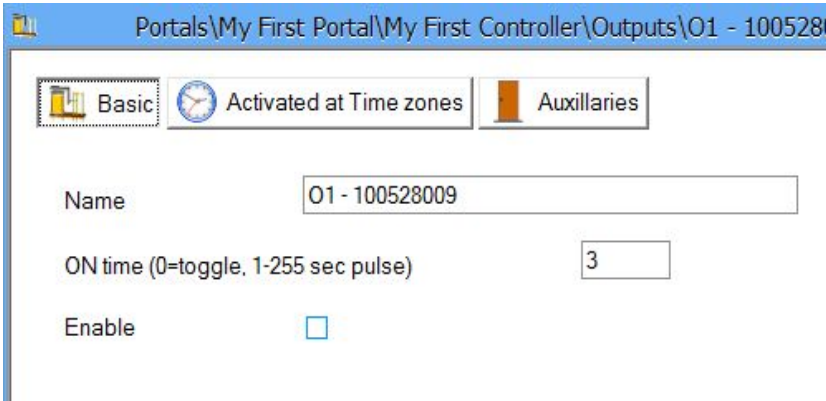 Portals\My First Portal\My First Controller\Outputs\O1 - 100528
Basic Activated at Time zones Auxillaries
Name O1 - 100528009
ON time (0=toggle, 1-255 sec pulse) 3
Enable